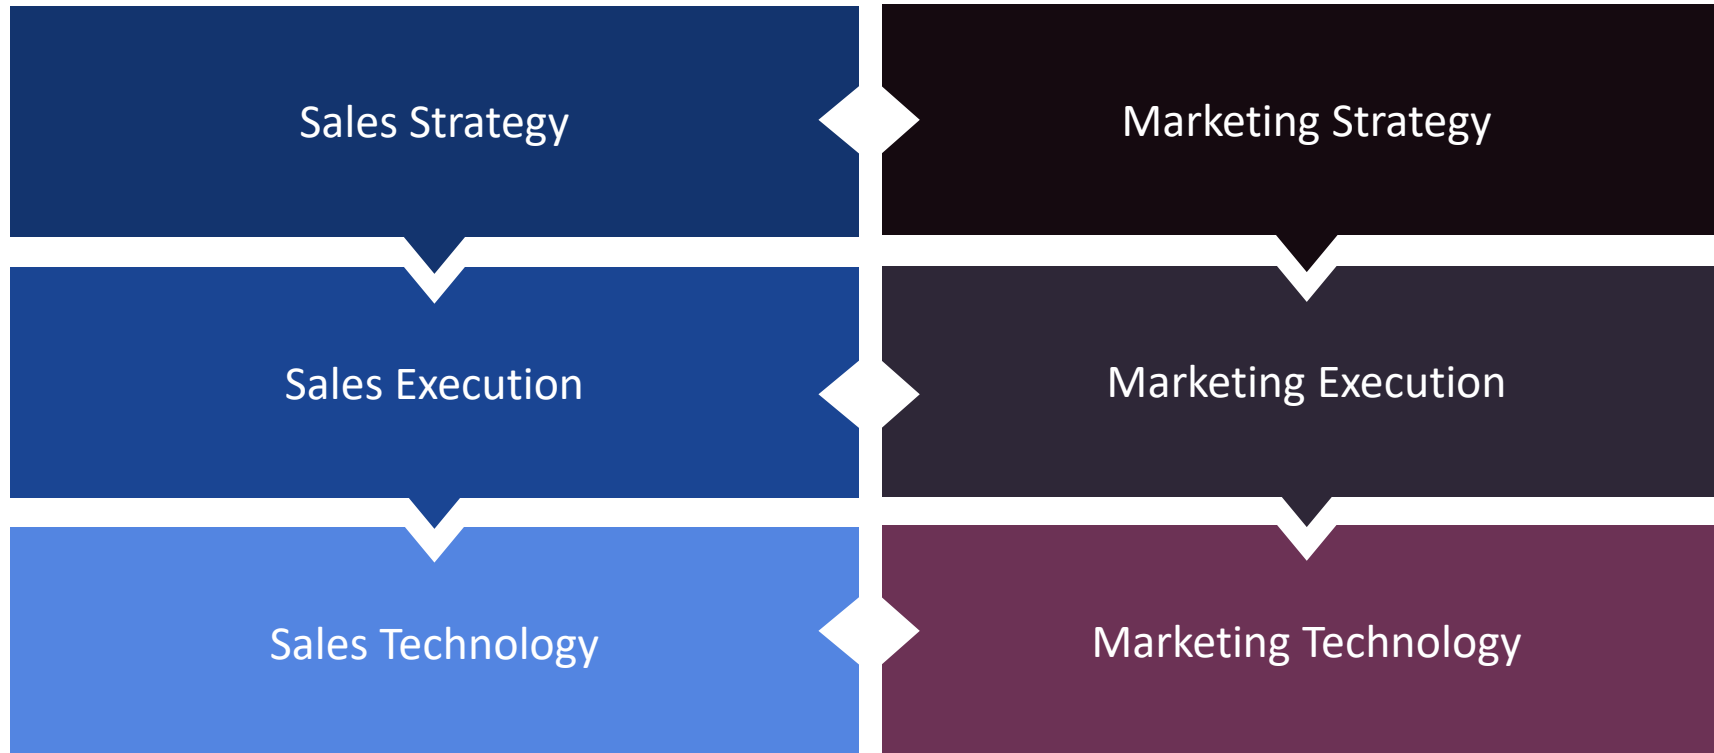 Sales Strategy
Marketing Strategy
Sales Execution
Marketing Execution
Sales Technology
Marketing Technology